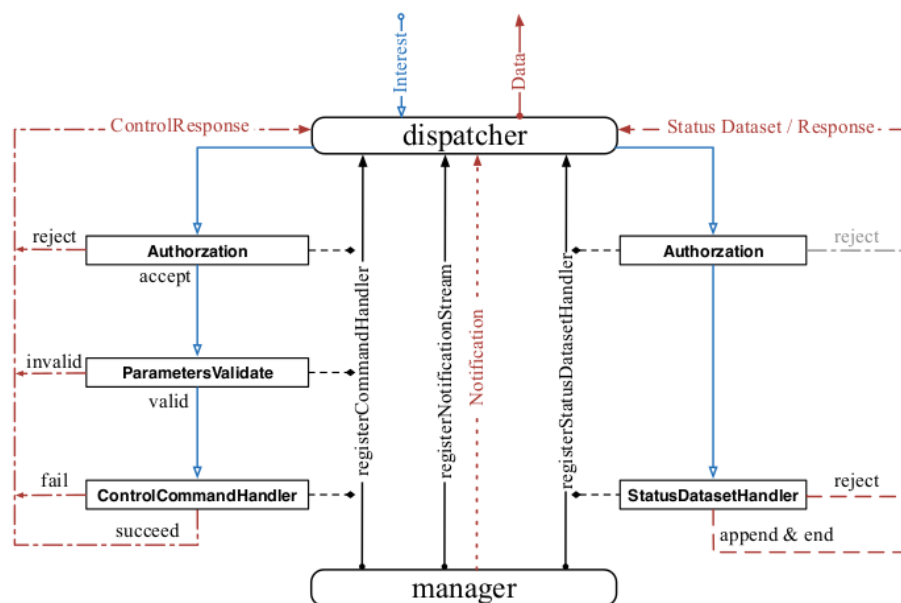 Interest
Data
ControlResponse
Status Dataset / Response
dispatcher
reject
Authorzation
accept
Authorzation
reject
registerCommandHandler
registerNotificationStream
Notification
registerStatusDatasetHandler
invalid
ParametersValidate
valid
fail
ControlCommandHandler
succeed
StatusDatasetHandler
reject
append & end
manager